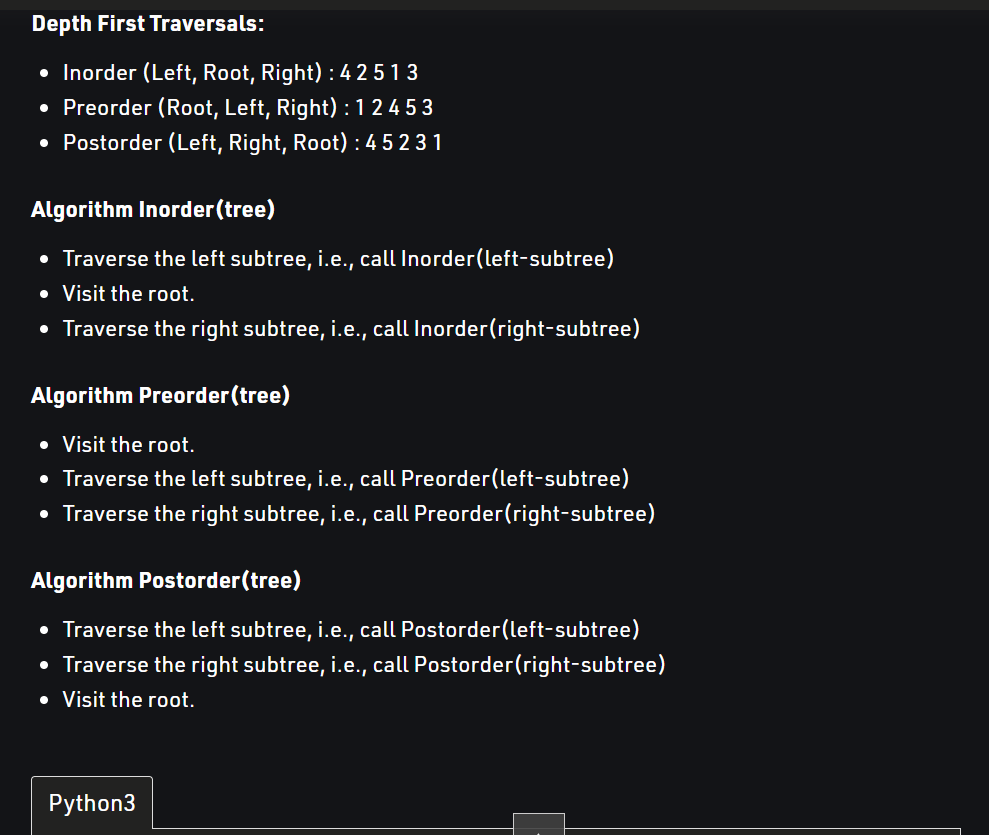 Depth First Traversals:
Inorder (Left, Root, Right) : 4 2 5 1 3
Preorder (Root, Left, Right) : 1 2 4 5 3
Postorder (Left, Right, Root) : 4 5 2 3 1
Algorithm Inorder(tree)
Traverse the left subtree, i.e., call Inorder(left-subtree)
Visit the root.
Traverse the right subtree, i.e., call Inorder(right-subtree)
Algorithm Preorder(tree)
Visit the root.
Traverse the left subtree, i.e., call Preorder(left-subtree)
Traverse the right subtree, i.e., call Preorder(right-subtree)
Algorithm Postorder(tree)
Traverse the left subtree, i.e., call Postorder(left-subtree)
Traverse the right subtree, i.e., call Postorder(right-subtree)
Visit the root.
Python3